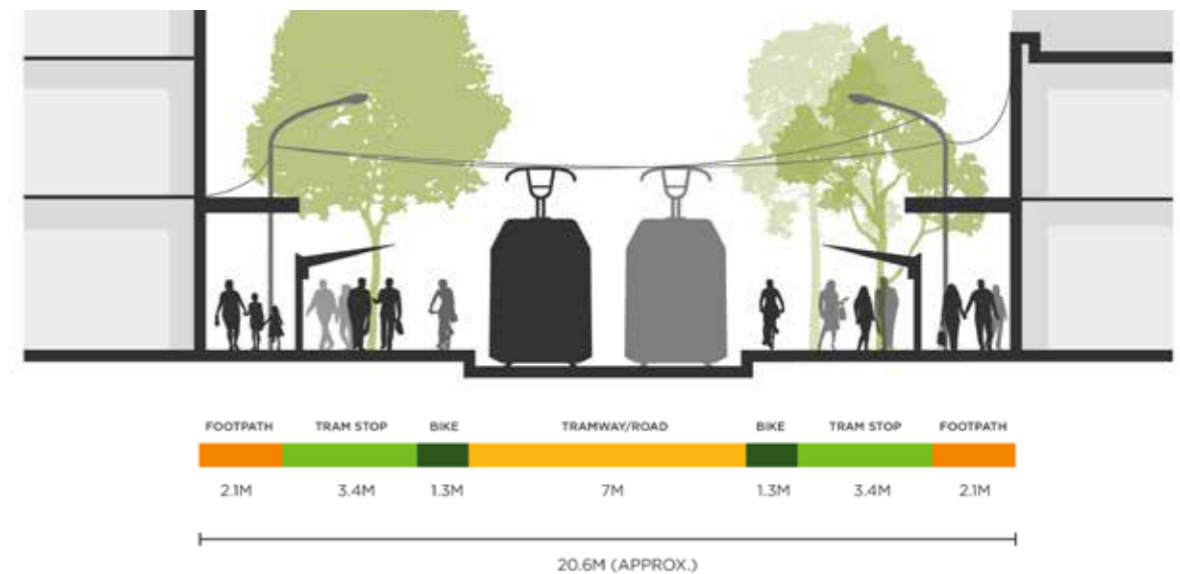 FOOTPATH TRAM STOP BIKE TRAMWAY/ROAD BIKE TRAM STOP FOOTPATH
2.1M 3.4M 1.3M 7M 1.3M 3.4M 2.1M
20.6M (APPROX.)